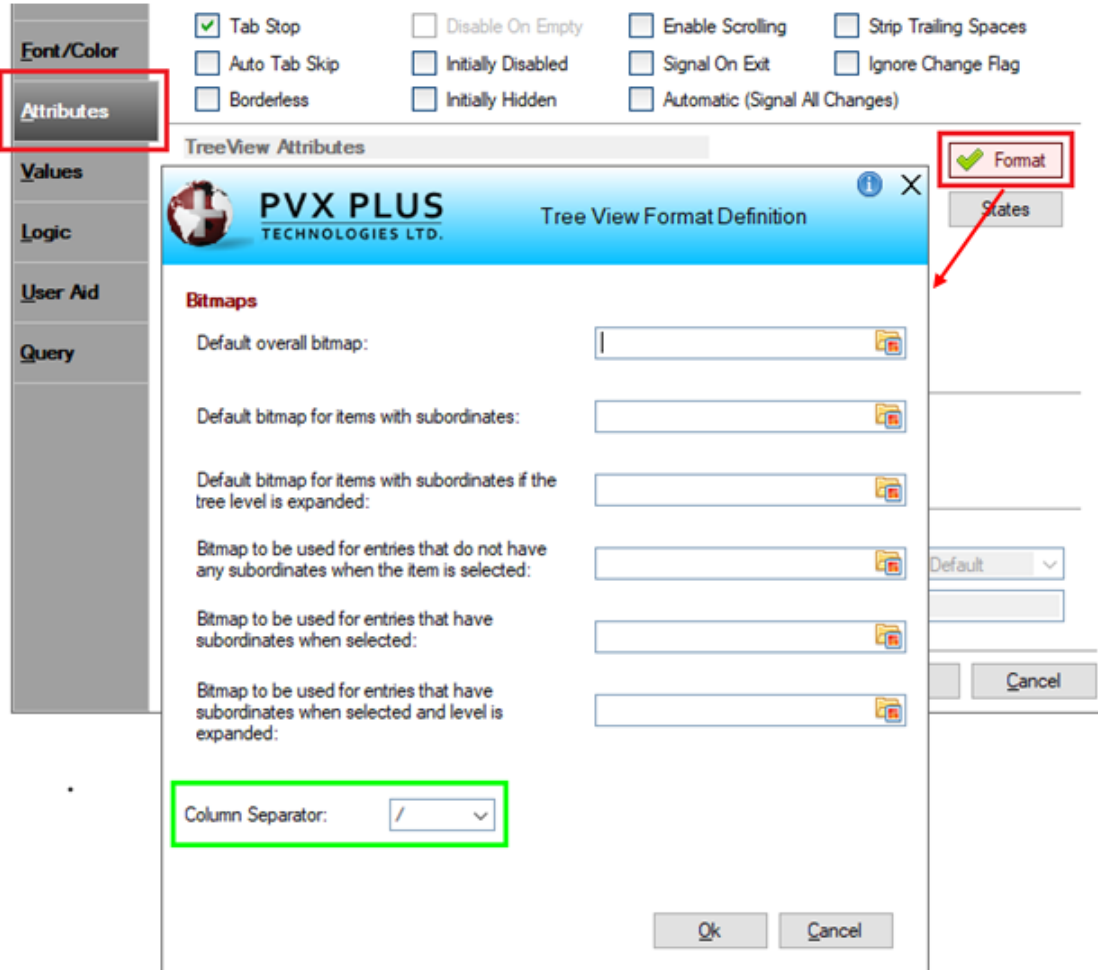 Tab Stop
Disable On Empty
Enable Scrolling
Strip Trailing Spaces
Font/Color
Auto Tab Skip
Initially Disabled
Signal On Exit
Ignore Change Flag
Borderless
Initially Hidden
Automatic (Signal All Changes)
Attributes
TreeView Attributes
Format
Values
States
PVX PLUS
TECHNOLOGIES LTD.
Tree View Format Definition
Logic
User Aid
Bitmaps
Default overall bitmap:
Query
Default bitmap for items with subordinates:
Default bitmap for items with subordinates if the
tree level is expanded:
Bitmap to be used for entries that do not have
any subordinates when the item is selected:
Default
Bitmap to be used for entries that have
subordinates when selected:
Cancel
Bitmap to be used for entries that have
subordinates when selected and level is
expanded:
Column Separator:
/
Ok
Cancel